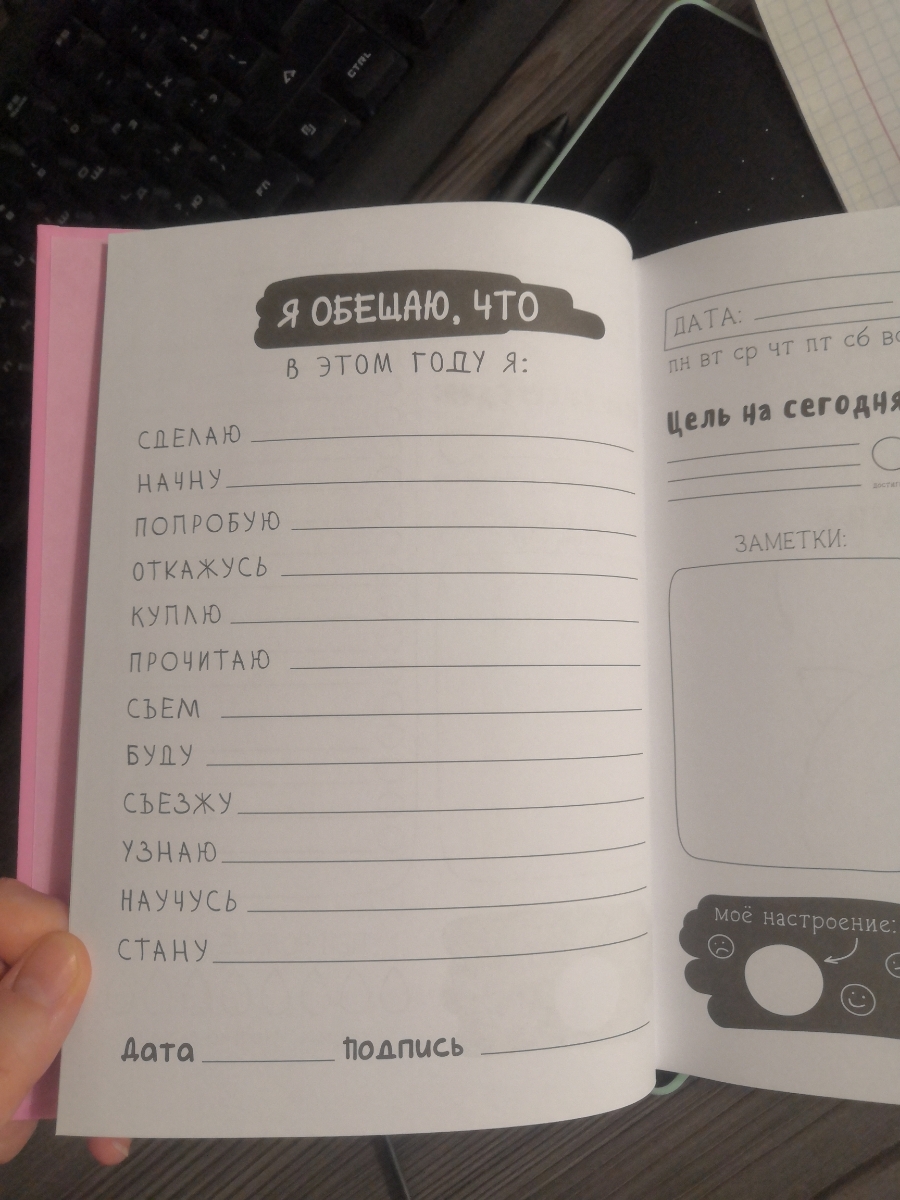 Я ОБЕЩАЮ, ЧТО
В ЭТОМ ГОДУ Я:
СДЕЛАЮ
НАЧНУ
ПОПРОБУЮ
ОТКАЖУСЬ
КУПЛЮ
ПРОЧИТАЮ
СЪЕМ
БУДУ
СЪЕЗЖУ
УЗНАЮ
НАУЧУСЬ
СТАНУ
Дата Подпись
ДАТА:
пн вт ср чт пт сб вс
Цель на сегодня
ЗАМЕТКИ:
моё настроение:
CTRL